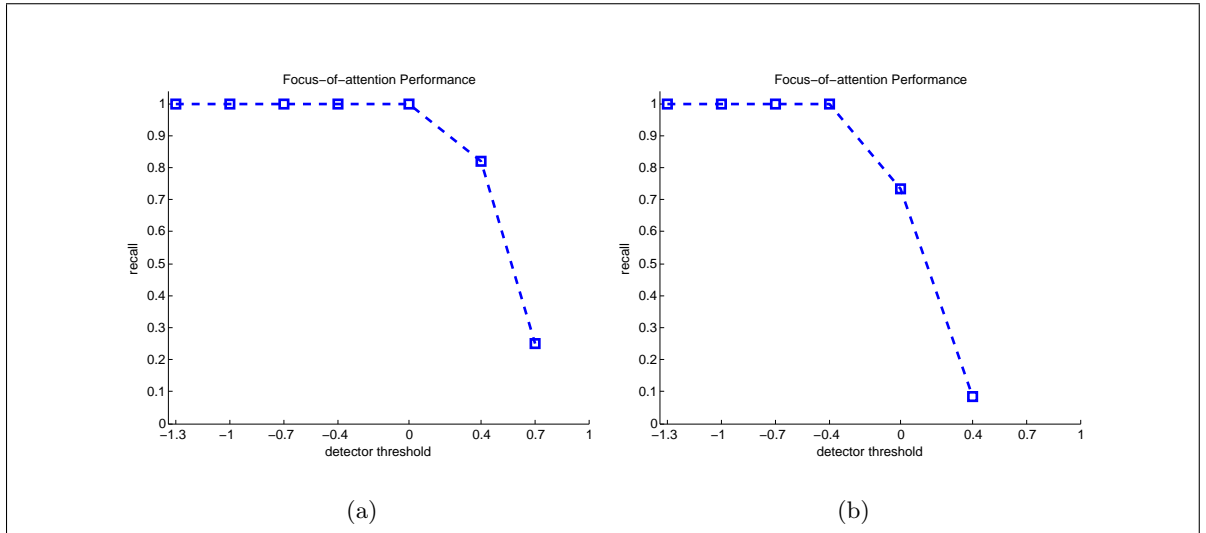 Focus−of−attention Performance
1
0.9
0.8
0.7
0.6
0.5
0.4
0.3
0.2
0.1
0
recall
−1.3 −1 −0.7 −0.4 0 0.4 0.7 1
detector threshold
(a)
Focus−of−attention Performance
1
0.9
0.8
0.7
0.6
0.5
0.4
0.3
0.2
0.1
0
recall
−1.3 −1 −0.7 −0.4 0 0.4 0.7 1
detector threshold
(b)